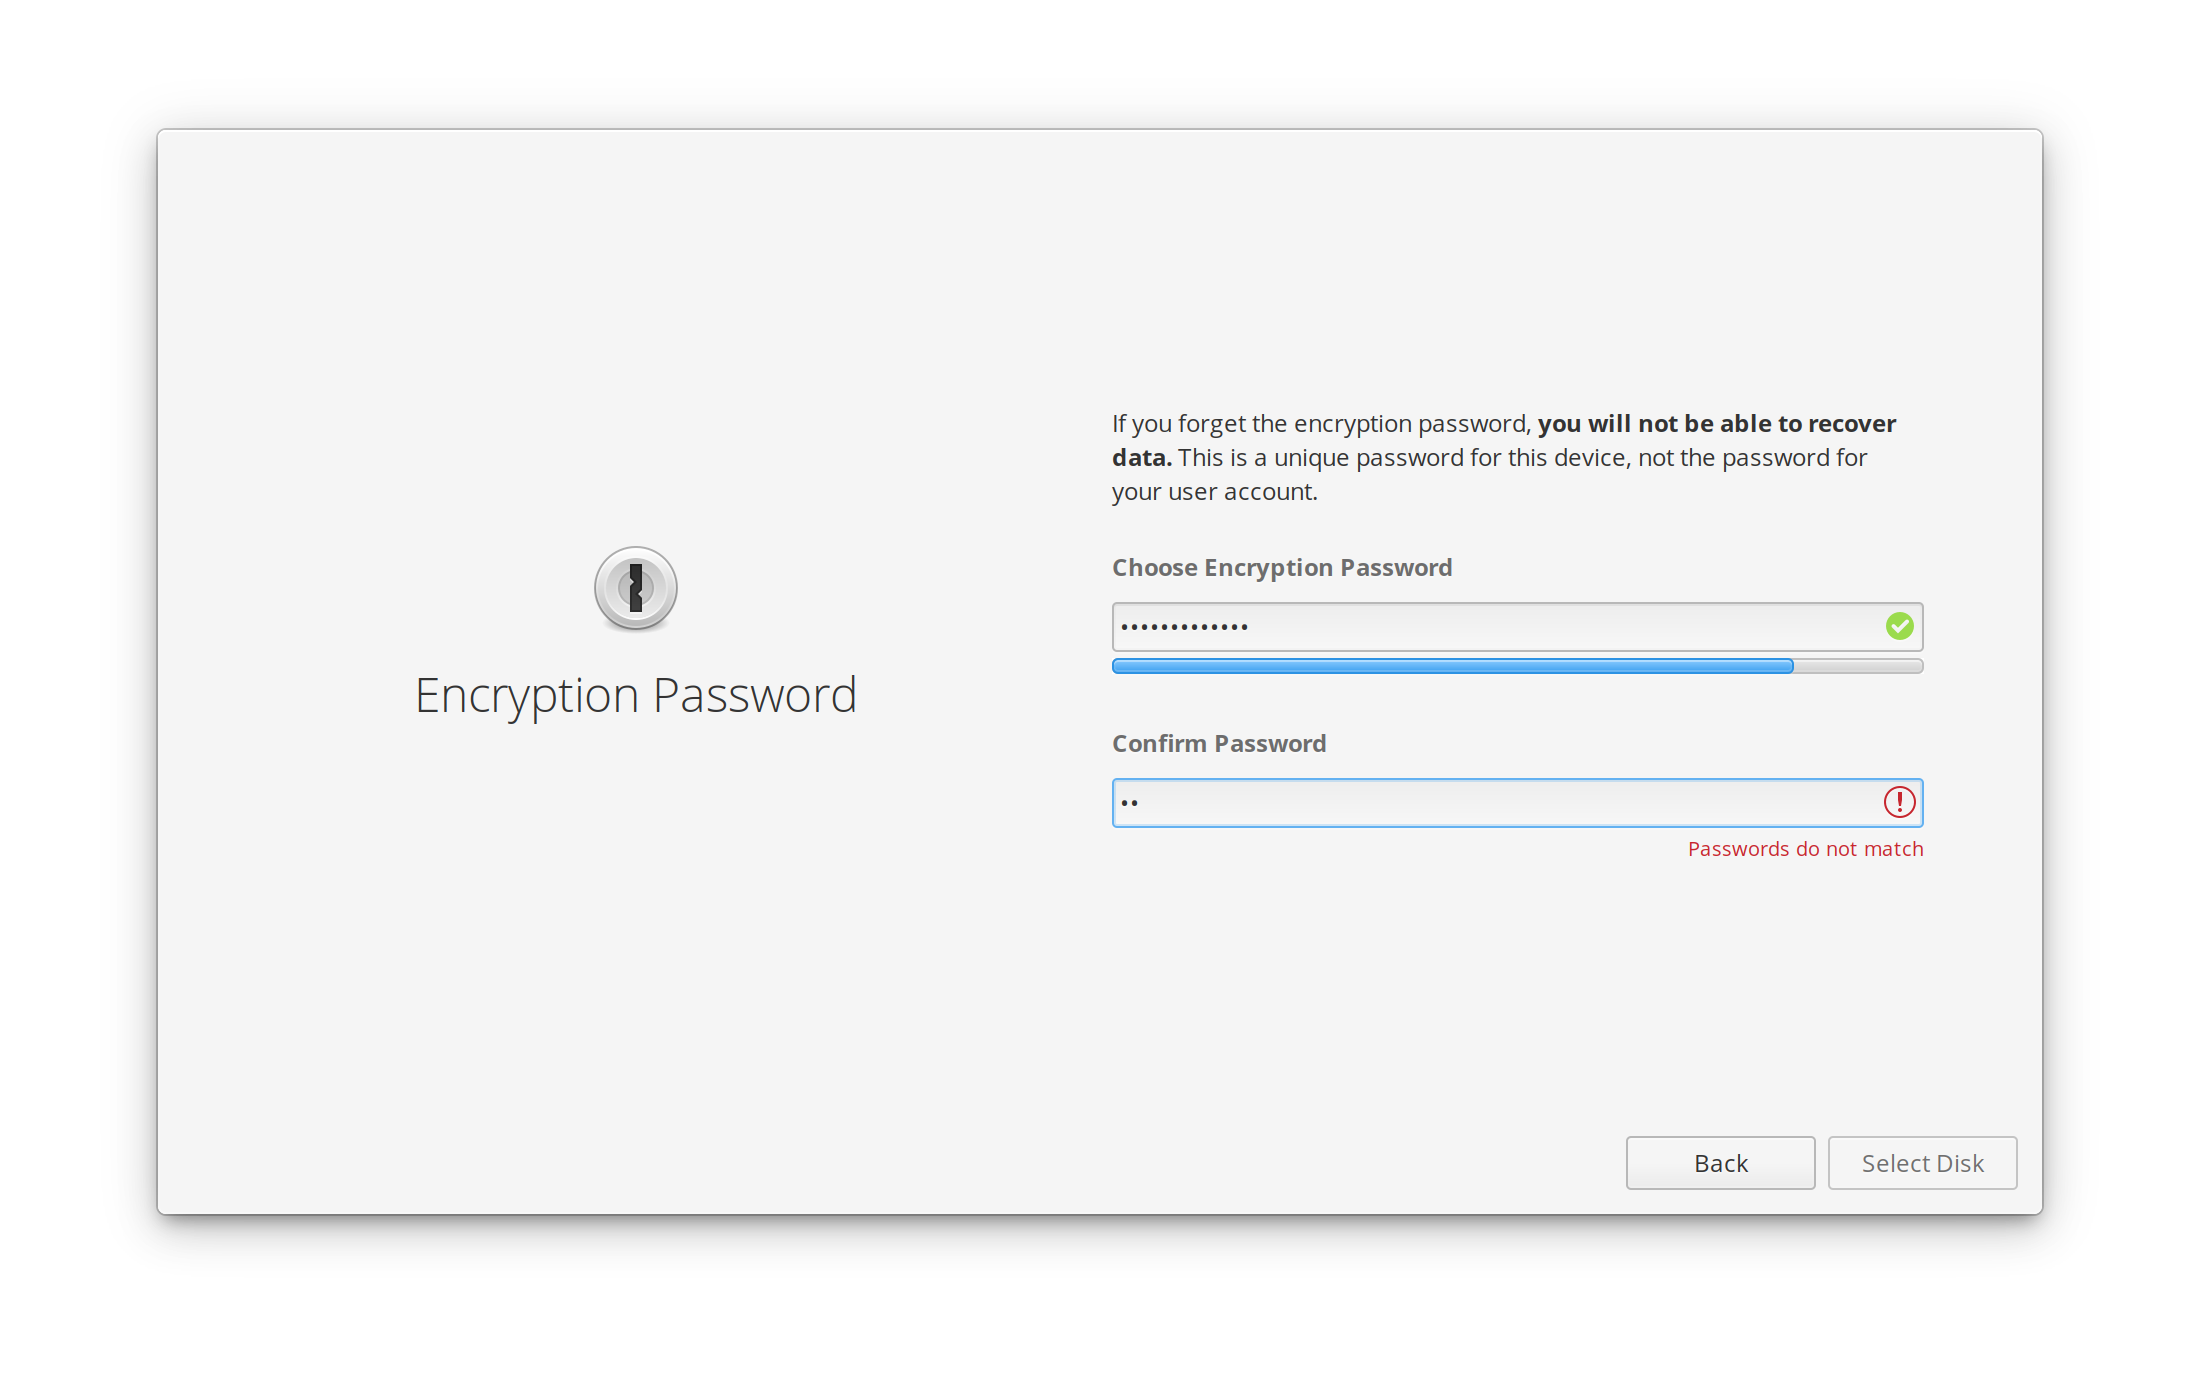 Encryption Password
If you forget the encryption password, you will not be able to recover
data. This is a unique password for this device, not the password for
your user account.
Choose Encryption Password
•••••••••••••
Confirm Password
••
Passwords do not match
Back
Select Disk